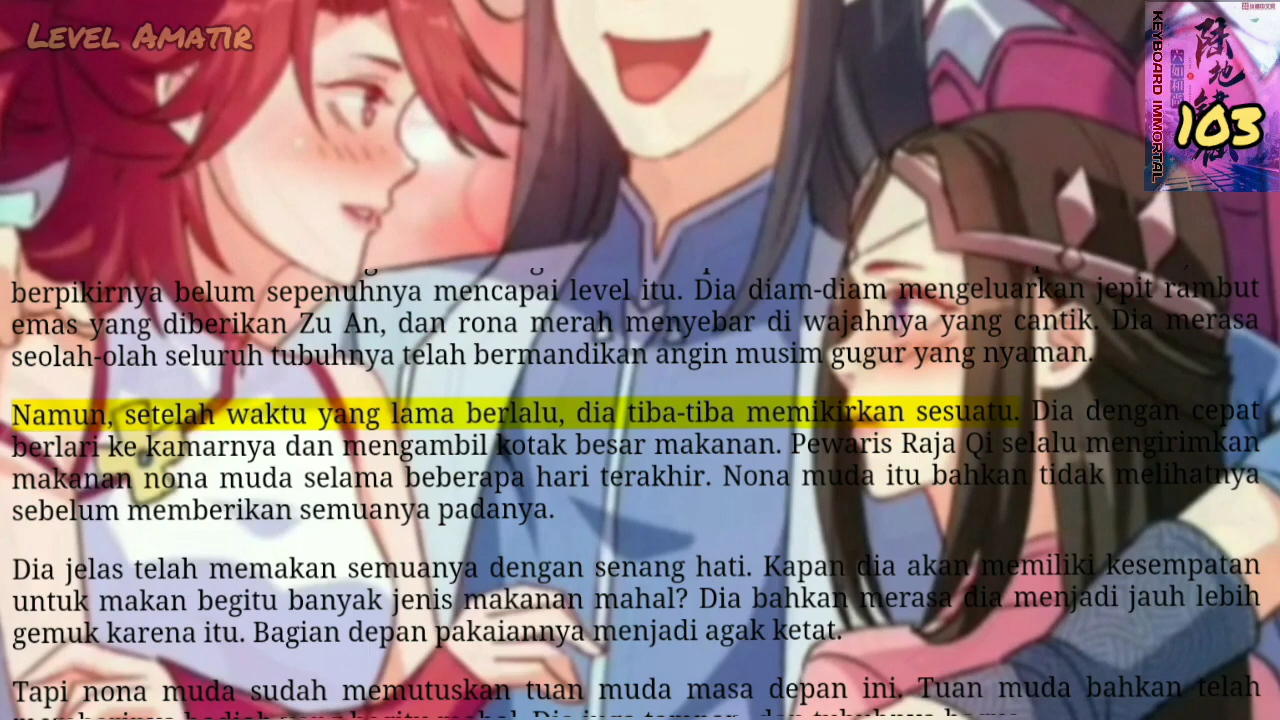 LEVEL AMATIR
KEYBOARD IMMORTAL
103
berpikirnya belum sepenuhnya mencapai level itu. Dia diam-diam mengeluarkan jepit rambut
emas yang diberikan Zu An, dan rona merah menyebar di wajahnya yang cantik. Dia merasa
seolah-olah seluruh tubuhnya telah bermandikan angin musim gugur yang nyaman.
Namun, setelah waktu yang lama berlalu, dia tiba-tiba memikirkan sesuatu. Dia dengan cepat
berlari ke kamarnya dan mengambil kotak besar makanan. Pewaris Raja Qi selalu mengirimkan
makanan nona muda selama beberapa hari terakhir. Nona muda itu bahkan tidak melihatnya
sebelum memberikan semuanya padanya.
Dia jelas telah memakan semuanya dengan senang hati. Kapan dia akan memiliki kesempatan
untuk makan begitu banyak jenis makanan mahal? Dia bahkan merasa dia menjadi jauh lebih
gemuk karena itu. Bagian depan pakaiannya menjadi agak ketat.
Tapi nona muda sudah memutuskan tuan muda masa depan ini. Tuan muda bahkan telah